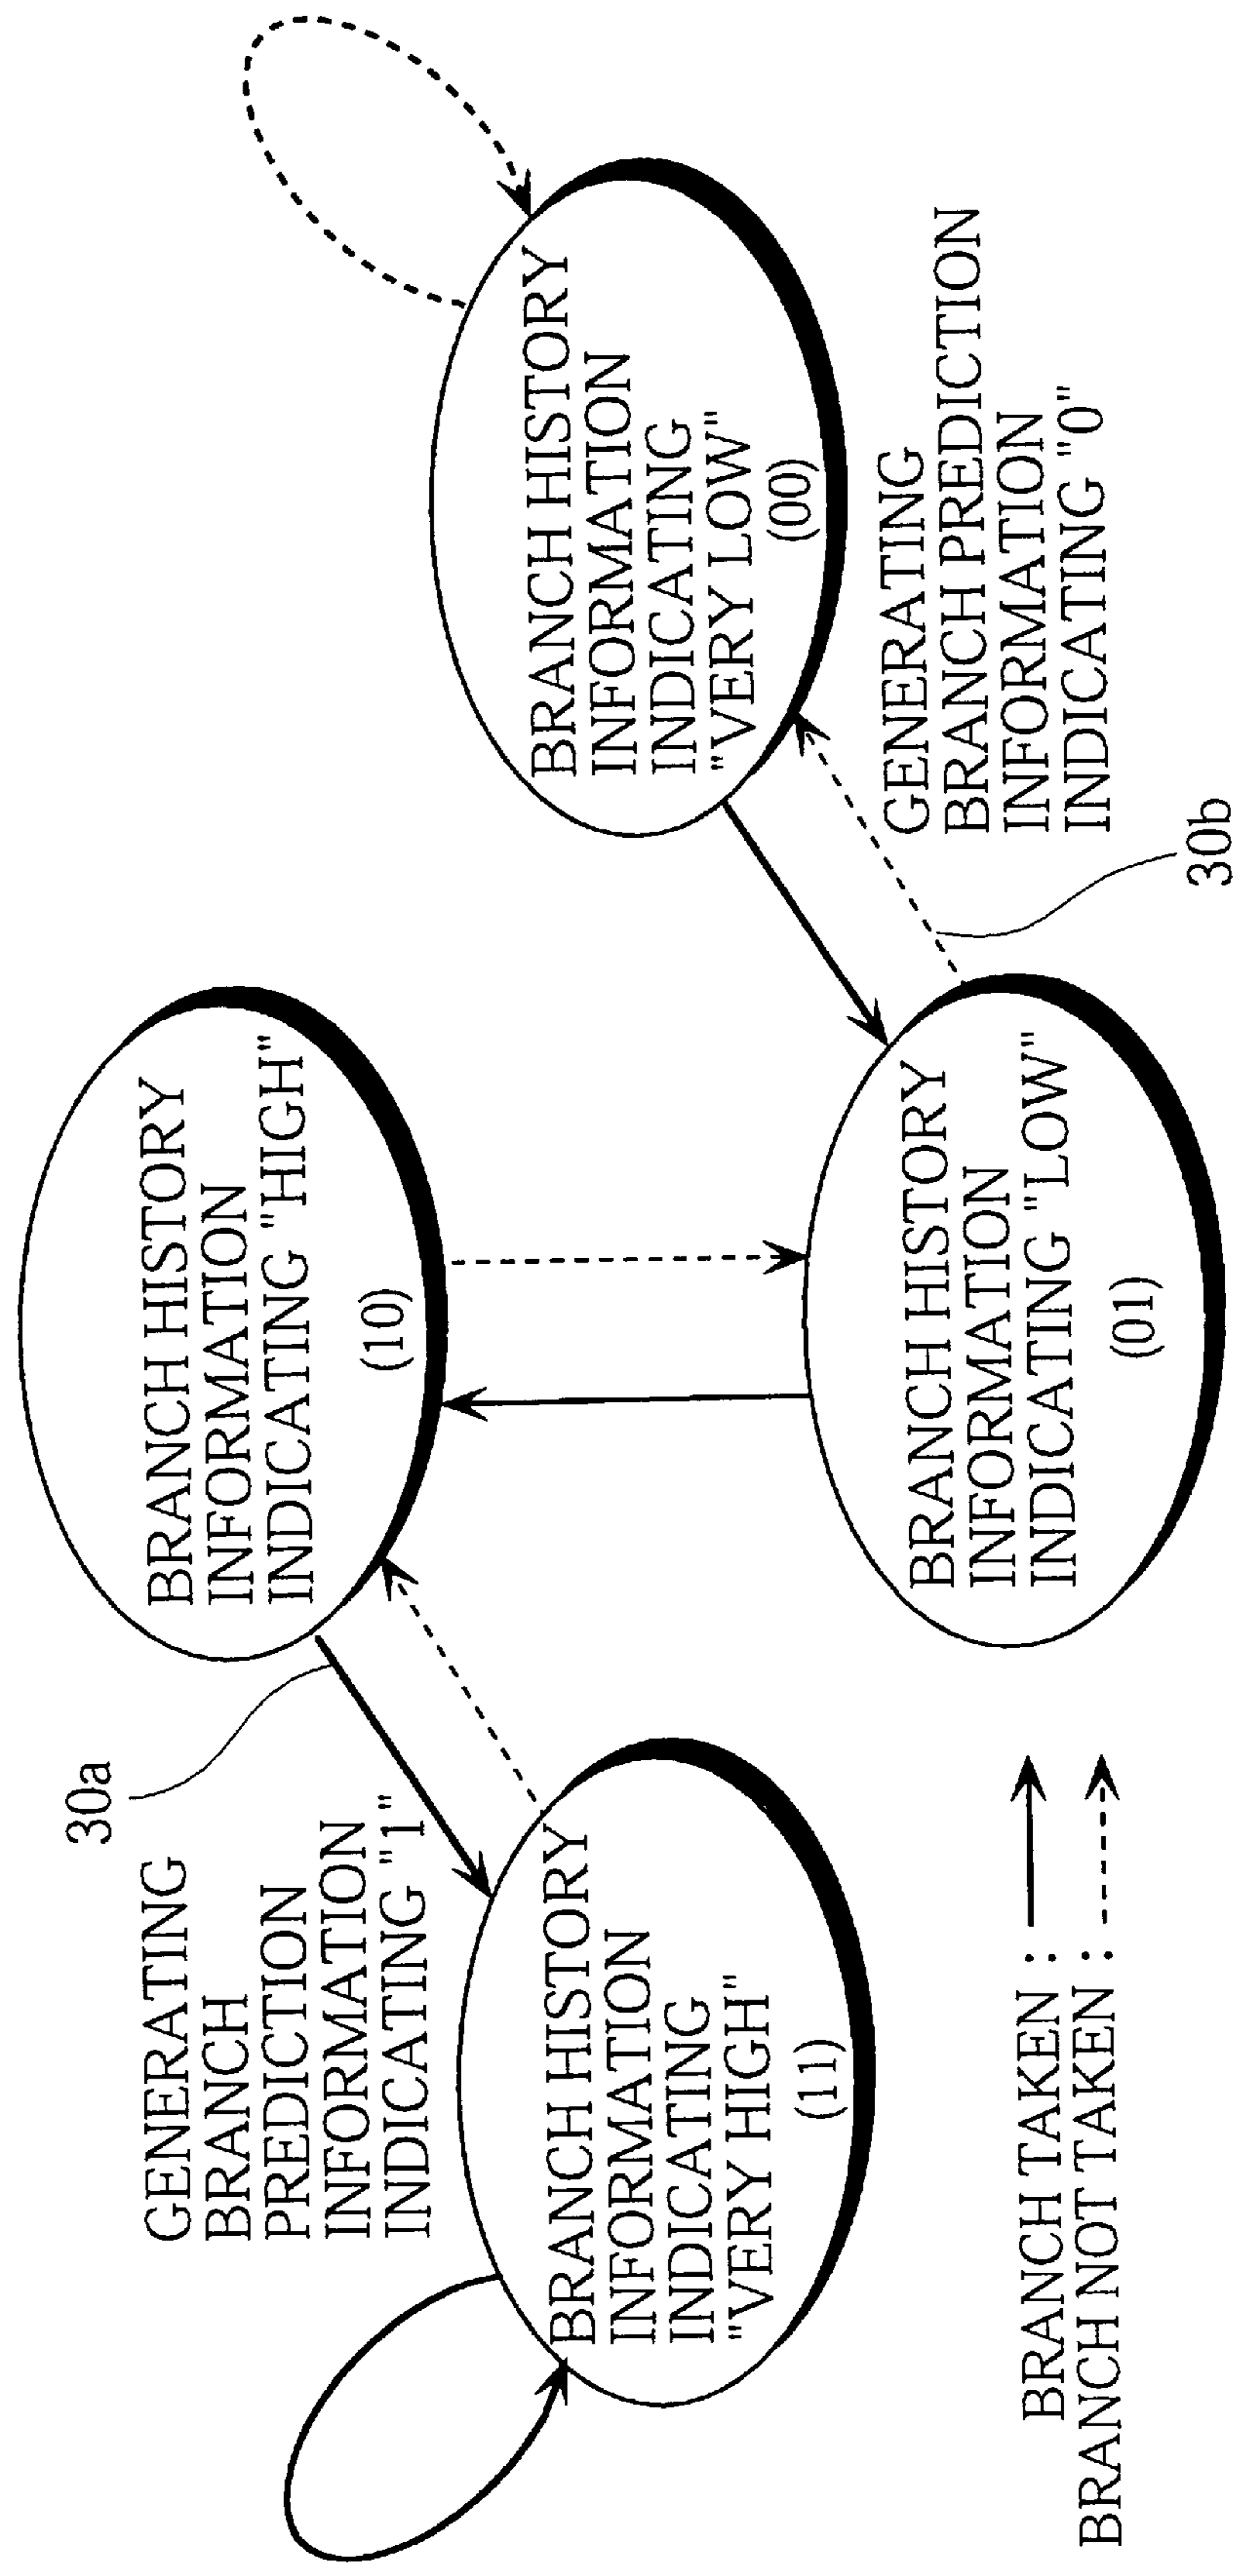 GENERATING
BRANCH
PREDICTION
INFORMATION
INDICATING "1"
30a
BRANCH HISTORY
INFORMATION
INDICATING "HIGH"
(10)
BRANCH HISTORY
INFORMATION
INDICATING
"VERY HIGH"
(11)
BRANCH HISTORY
INFORMATION
INDICATING
"VERY LOW"
(00)
GENERATING
BRANCH PREDICTION
INFORMATION
INDICATING "0"
30b
BRANCH HISTORY
INFORMATION
INDICATING "LOW"
(01)
BRANCH TAKEN :
BRANCH NOT TAKEN :